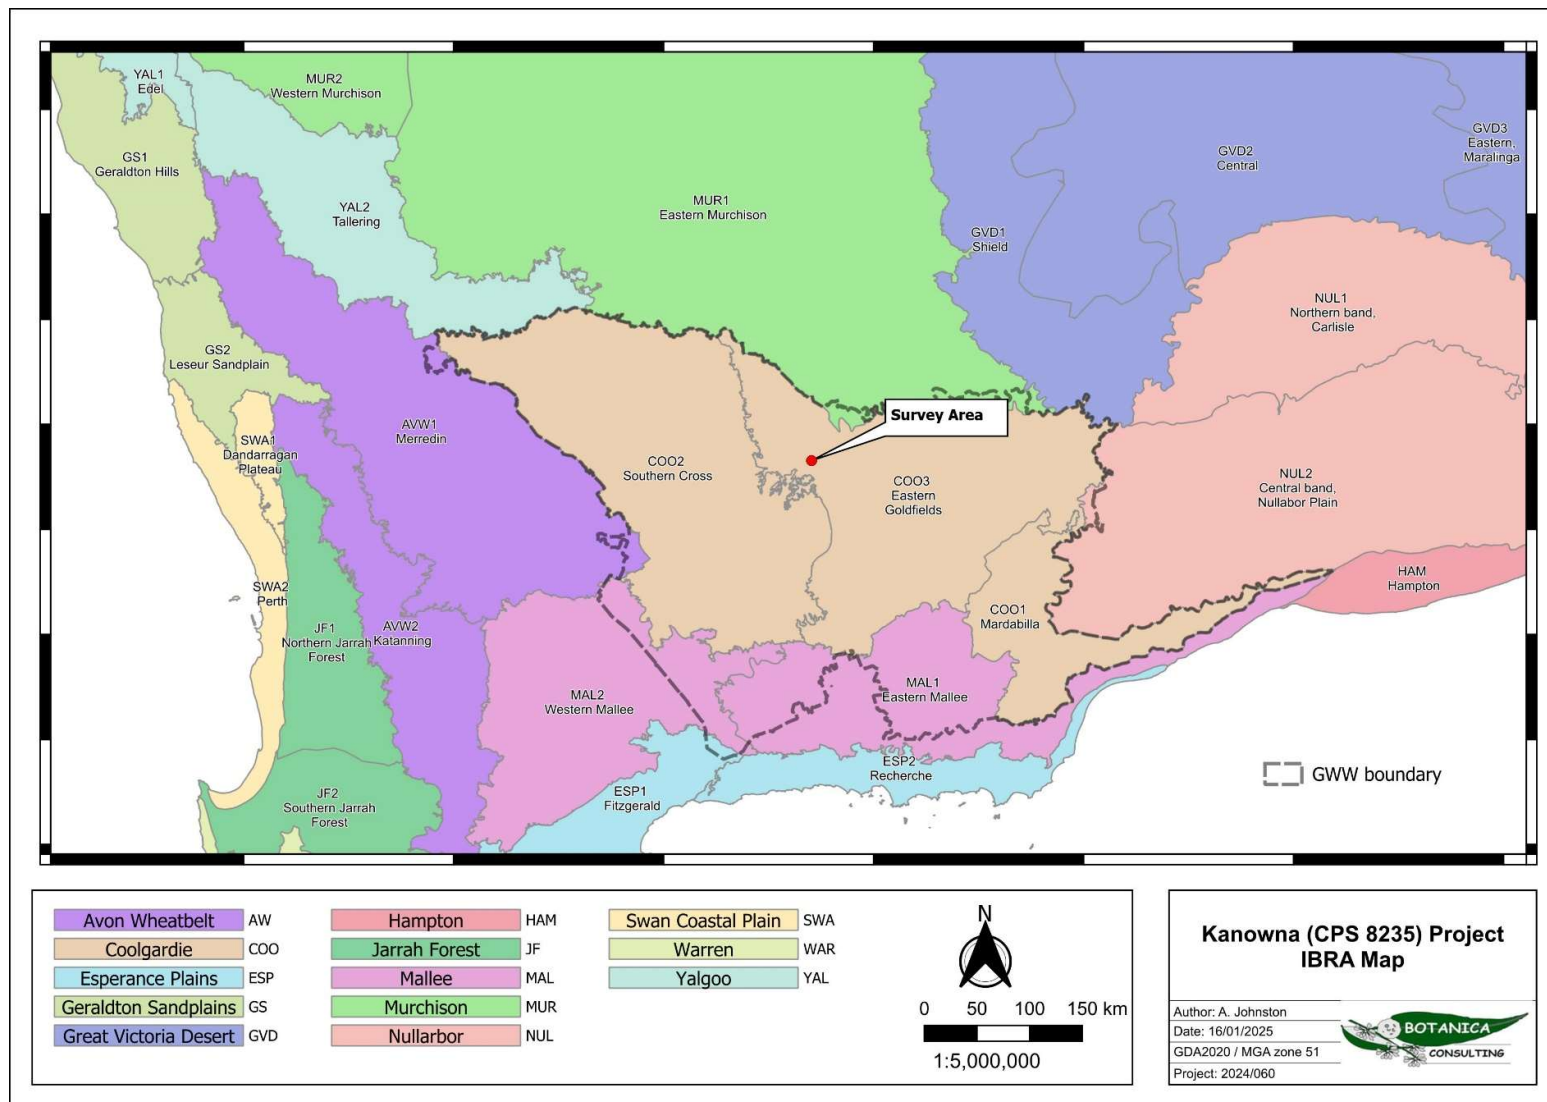 YAL1
Edel
MUR2
Western Murchison
GS1
Geraldton Hills
YAL2
Tallering
MUR1
Eastern Murchison
GVD2
Central
GVD3
Eastern,
Maralinga
GVD1
Shield
NUL1
Northern band,
Carlisle
GS2
Leseur Sandplain
SWA1
Dandarragan
Plateau
AVW1
Merredin
COO2
Southern Cross
Survey Area
COO3
Eastern
Goldfields
NUL2
Central band,
Nullabor Plain
SWA2
Perth
JF1
Northern Jarrah
Forest
AVW2
Katanning
COO1
Mardabilla
HAM
Hampton
MAL2
Western Mallee
MAL1
Eastern Mallee
ESP2
Recherche
ESP1
Fitzgerald
JF2
Southern Jarrah
Forest
GWW boundary
Avon Wheatbelt AW
Coolgardie COO
Esperance Plains ESP
Geraldton Sandplains GS
Great Victoria Desert GVD
Hampton HAM
Jarrah Forest JF
Mallee MAL
Murchison MUR
Nullarbor NUL
Swan Coastal Plain SWA
Warren WAR
Yalgoo YAL
N
0 50 100 150 km
1:5,000,000
Kanowna (CPS 8235) Project
IBRA Map
Author: A. Johnston
Date: 16/01/2025
GDA2020 / MGA zone 51
Project: 2024/060
BOTANICA
CONSULTING